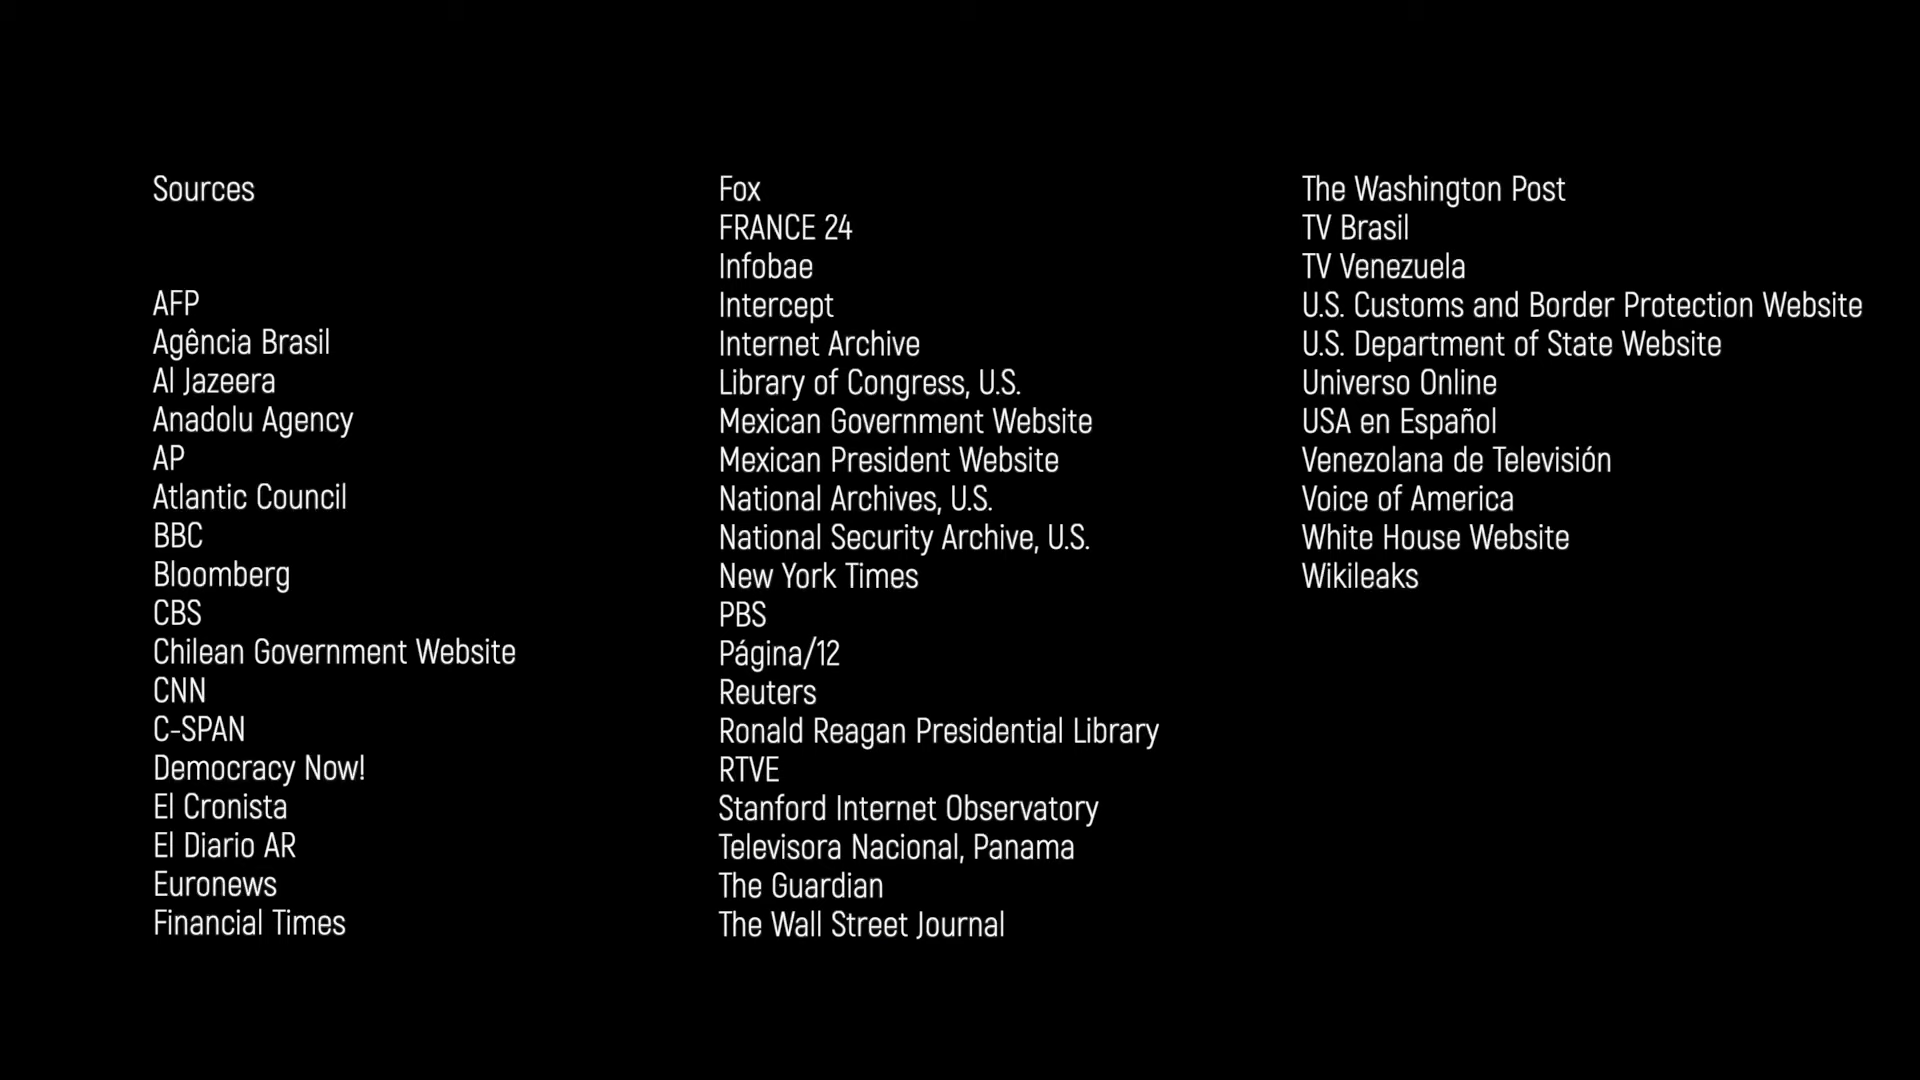 Sources
AFP
Agência Brasil
Al Jazeera
Anadolu Agency
AP
Atlantic Council
BBC
Bloomberg
CBS
Chilean Government Website
CNN
C-SPAN
Democracy Now!
El Cronista
El Diario AR
Euronews
Financial Times
Fox
FRANCE 24
Infobae
Intercept
Internet Archive
Library of Congress, U.S.
Mexican Government Website
Mexican President Website
National Archives, U.S.
National Security Archive, U.S.
New York Times
PBS
Página/12
Reuters
Ronald Reagan Presidential Library
RTVE
Stanford Internet Observatory
Televisora Nacional, Panama
The Guardian
The Wall Street Journal
The Washington Post
TV Brasil
TV Venezuela
U.S. Customs and Border Protection Website
U.S. Department of State Website
Universo Online
USA en Español
Venezolana de Televisión
Voice of America
White House Website
Wikileaks